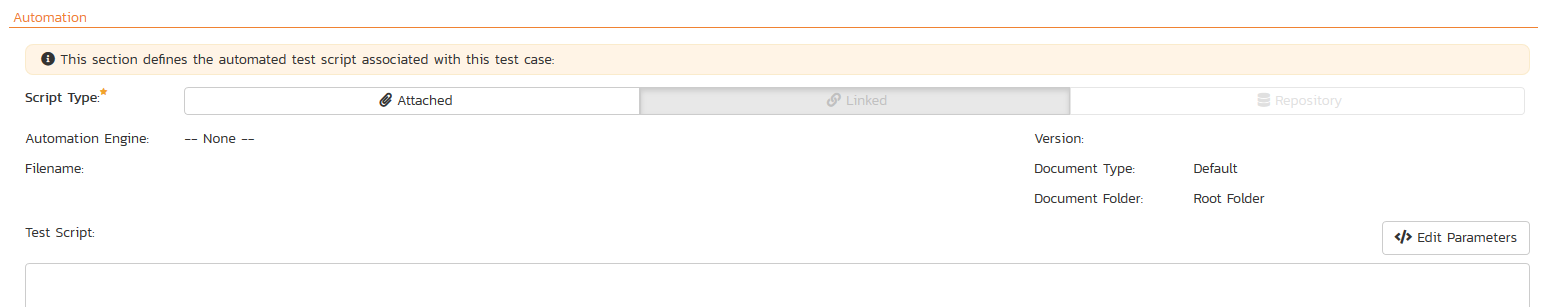 Automation
This section defines the automated test script associated with this test case:
Script Type:* Attached Linked Repository
Automation Engine: -- None -- Version:
Filename: Document Type: Default
Document Folder: Root Folder
Test Script: </> Edit Parameters